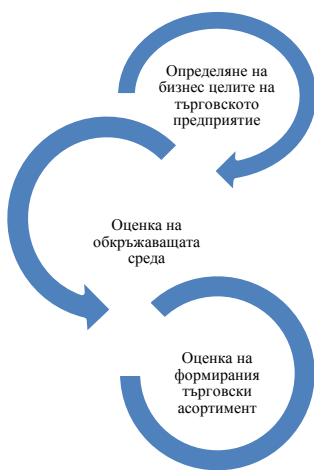 Определяне на
бизнес целите на
търговското
предприятие
Оценка на
обкръжаващата
среда
Оценка на
формирания
търговски
асортимент